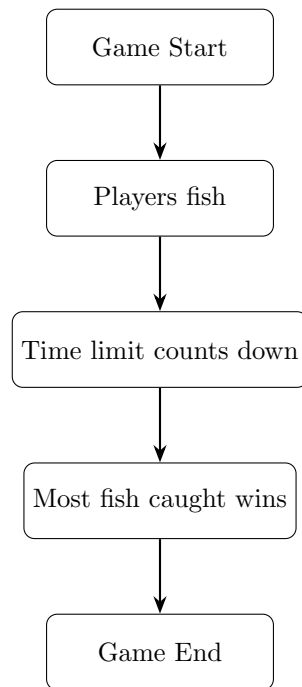 Game Start
Players fish
Time limit counts down
Most fish caught wins
Game End